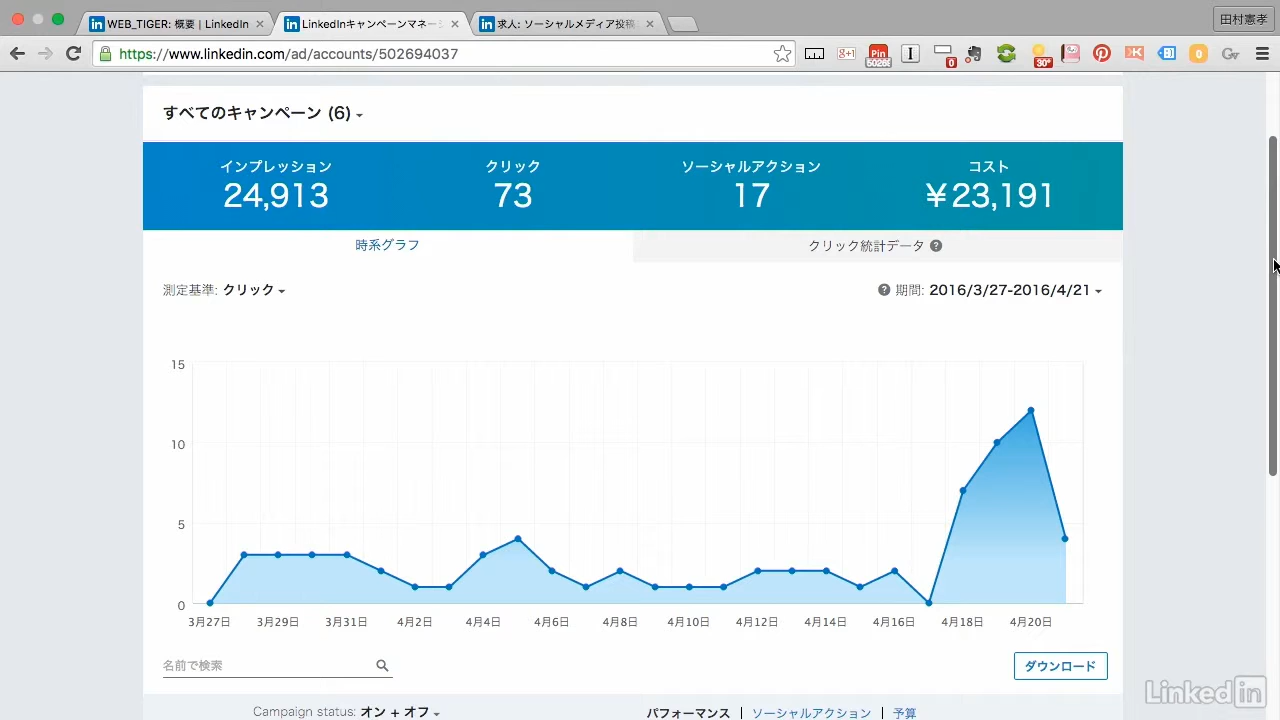 WEB_TIGER: 概要 | LinkedIn
LinkedInキャンペーンマネー
求人: ソーシャルメディア投稿
田村憲孝
https://www.linkedin.com/ad/accounts/502694037
すべてのキャンペーン (6)
インプレッション
24,913
クリック
73
ソーシャルアクション
17
コスト
¥23,191
時系列グラフ
クリック統計データ
測定基準: クリック
期間: 2016/3/27-2016/4/21
15
10
5
0
3月27日 3月29日 3月31日 4月2日 4月4日 4月6日 4月8日 4月10日 4月12日 4月14日 4月16日 4月18日 4月20日
名前で検索
ダウンロード
Campaign status: オン + オフ
パフォーマンス | ソーシャルアクション | 予算
Linked in